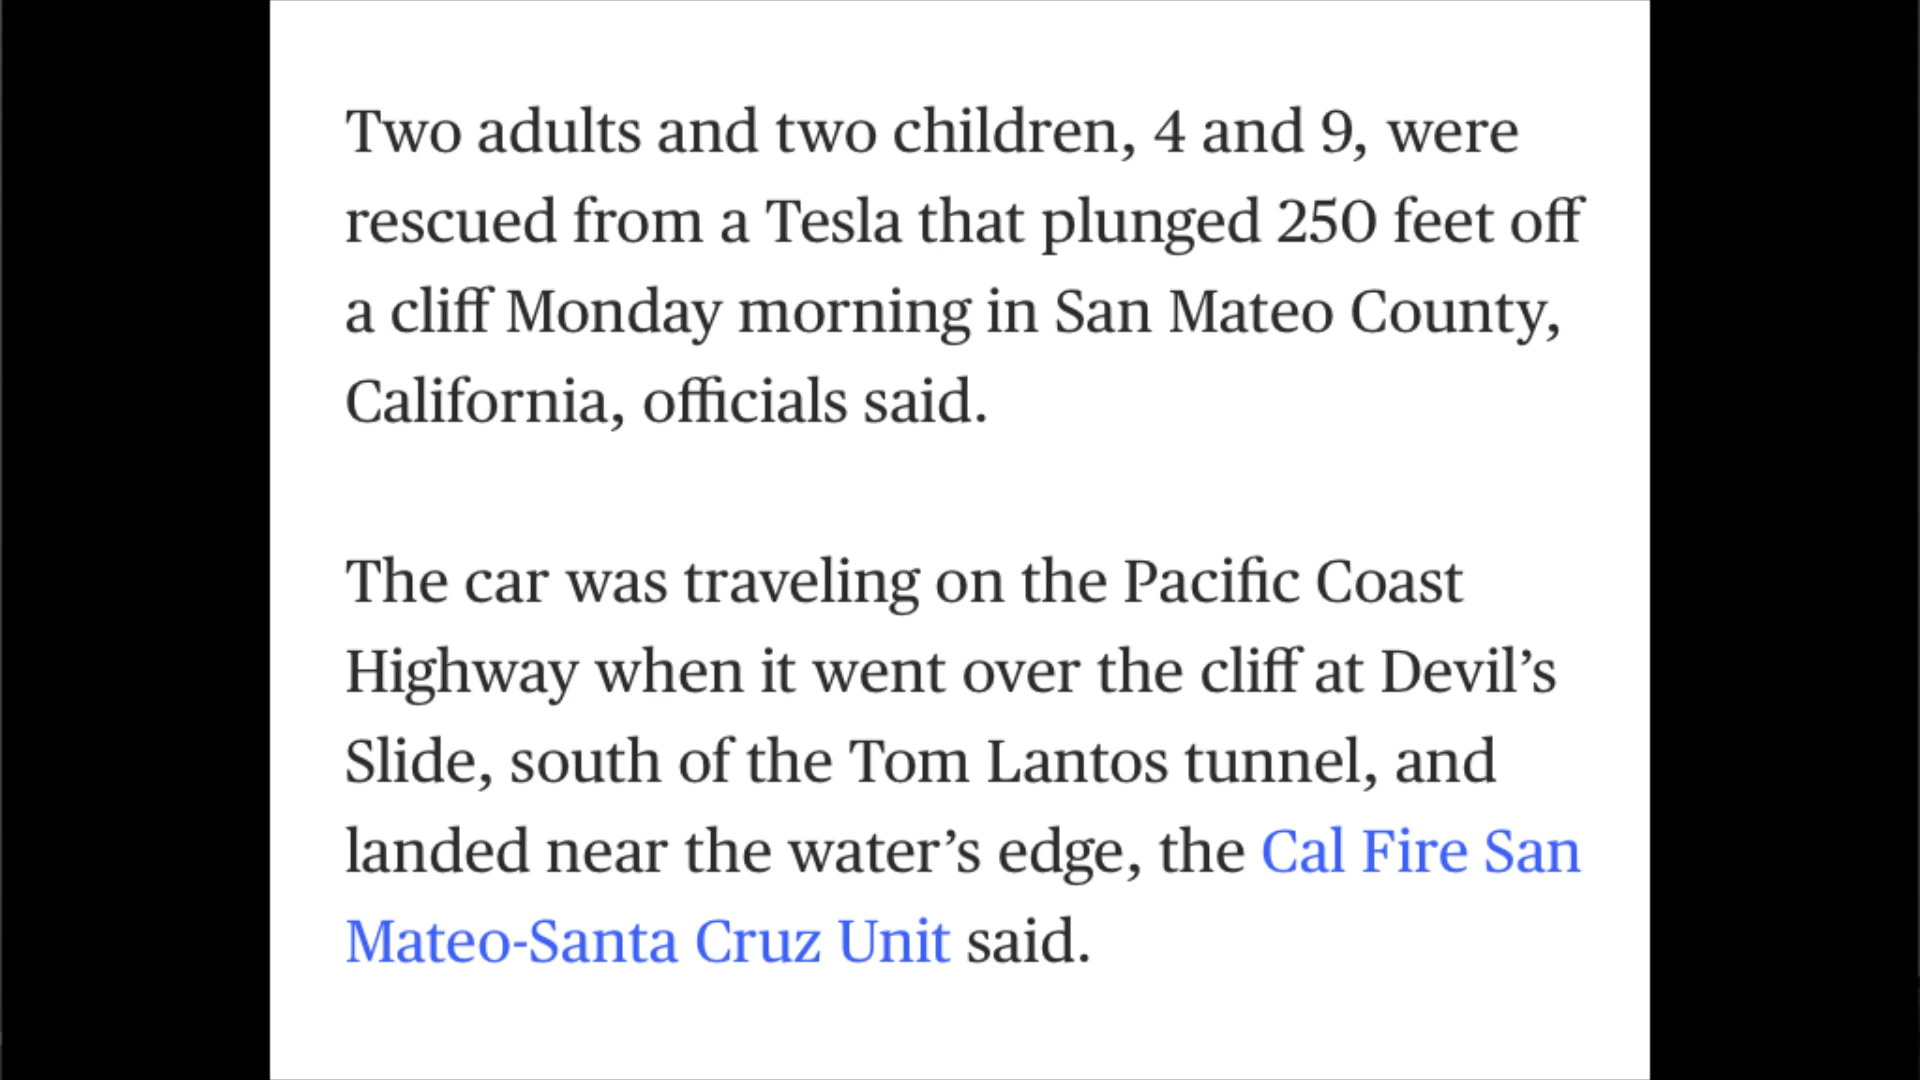 Two adults and two children, 4 and 9, were
rescued from a Tesla that plunged 250 feet off
a cliff Monday morning in San Mateo County,
California, officials said.
The car was traveling on the Pacific Coast
Highway when it went over the cliff at Devil’s
Slide, south of the Tom Lantos tunnel, and
landed near the water’s edge, the Cal Fire San
Mateo-Santa Cruz Unit said.